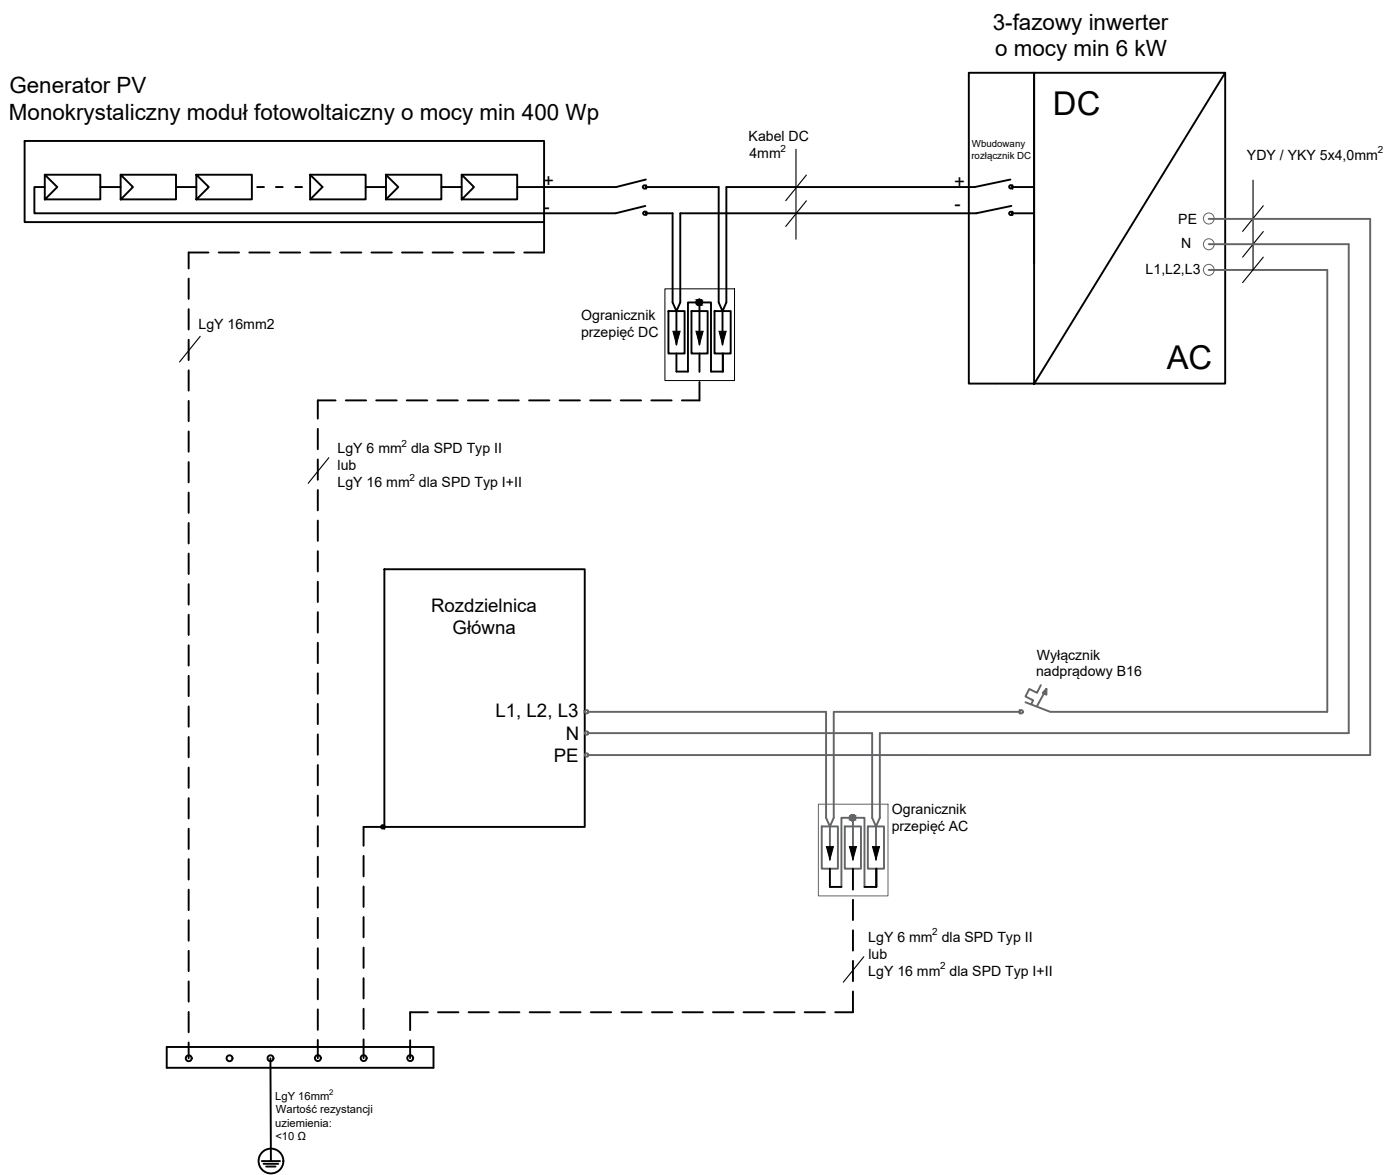 3-fazowy inwerter
o mocy min 6 kW
Generator PV
Monokrystaliczny moduł fotowoltaiczny o mocy min 400 Wp
+
-
Kabel DC
4mm²
+
-
Wbudowany
rozłącznik DC
DC
AC
YDY / YKY 5x4,0mm²
PE
N
L1,L2,L3
Ogranicznik
przepięć DC
LgY 16mm2
LgY 6 mm² dla SPD Typ II
lub
LgY 16 mm² dla SPD Typ I+II
Rozdzielnica
Główna
L1, L2, L3
N
PE
Wyłącznik
nadprądowy B16
Ogranicznik
przepięć AC
LgY 6 mm² dla SPD Typ II
lub
LgY 16 mm² dla SPD Typ I+II
LgY 16mm²
Wartość rezystancji
uziemienia:
<10 Ω